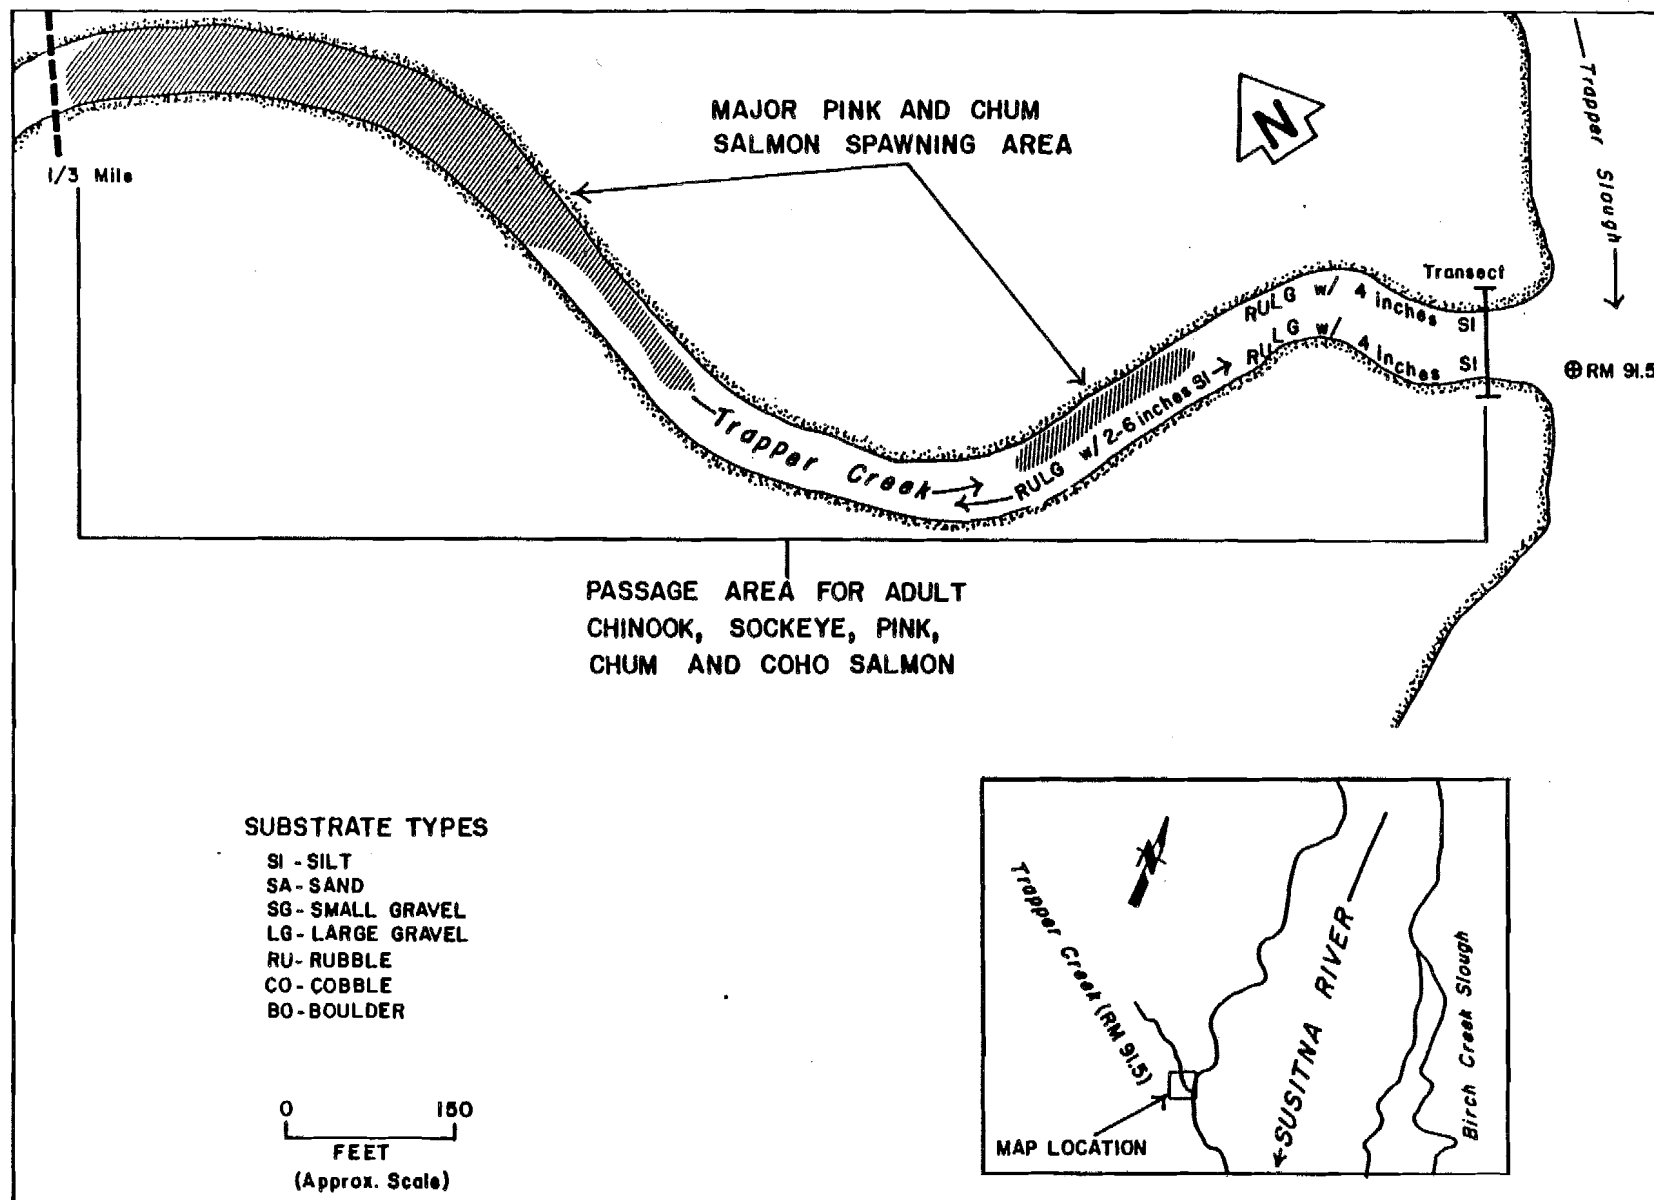 1/3 Mile
MAJOR PINK AND CHUM
SALMON SPAWNING AREA
N
Trapper Slough
Transect
RULG w/ 4 inches SI
RULG w/ 4 inches SI
RM 91.5
RULG w/ 2-6 inches SI
Trapper Creek
PASSAGE AREA FOR ADULT
CHINOOK, SOCKEYE, PINK,
CHUM AND COHO SALMON
SUBSTRATE TYPES
SI - SILT
SA - SAND
SG - SMALL GRAVEL
LG - LARGE GRAVEL
RU - RUBBLE
CO - COBBLE
BO - BOULDER
0 150
FEET
(Approx. Scale)
N
Trapper Creek (RM 91.5)
SUSITNA RIVER
Birch Creek Slough
MAP LOCATION